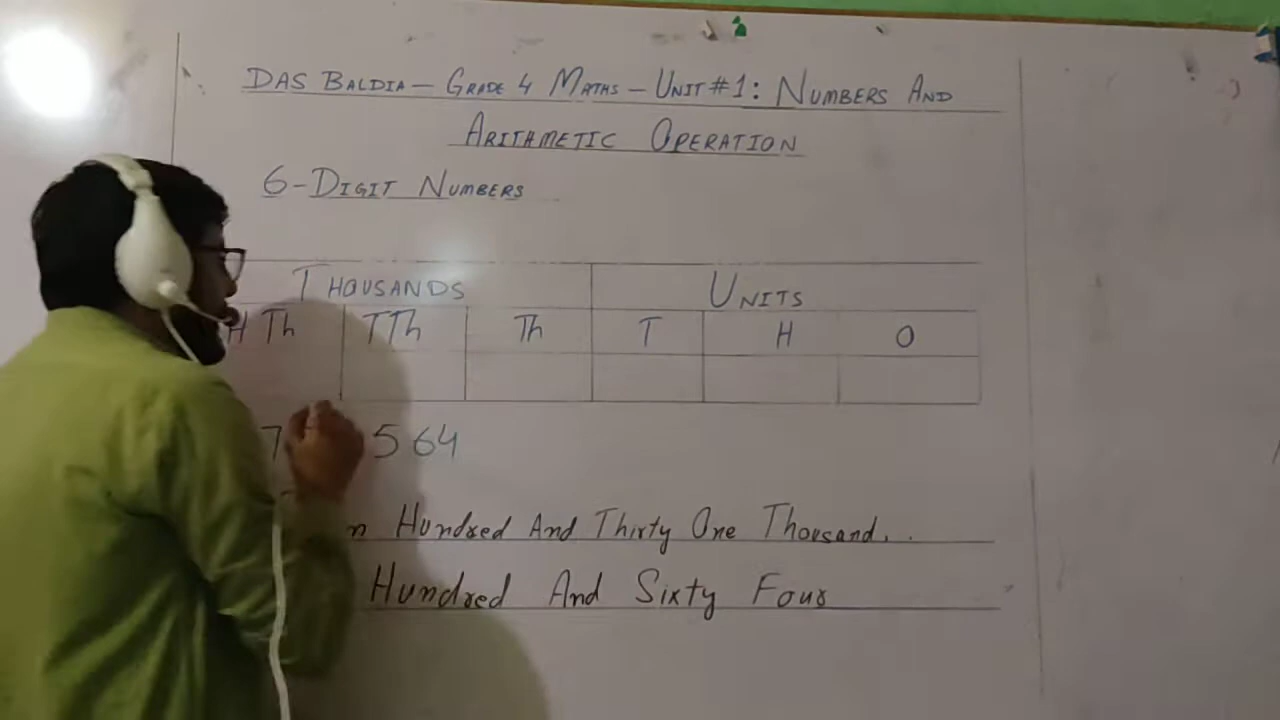 DAS BALDIA - GRADE 4 MATHS - UNIT #1: NUMBERS AND
ARITHMETIC OPERATION
6-DIGIT NUMBERS
THOUSANDS UNITS
H Th TTh Th T H O
7 564
Hundred And Thirty One Thousand..
Hundred And Sixty Four